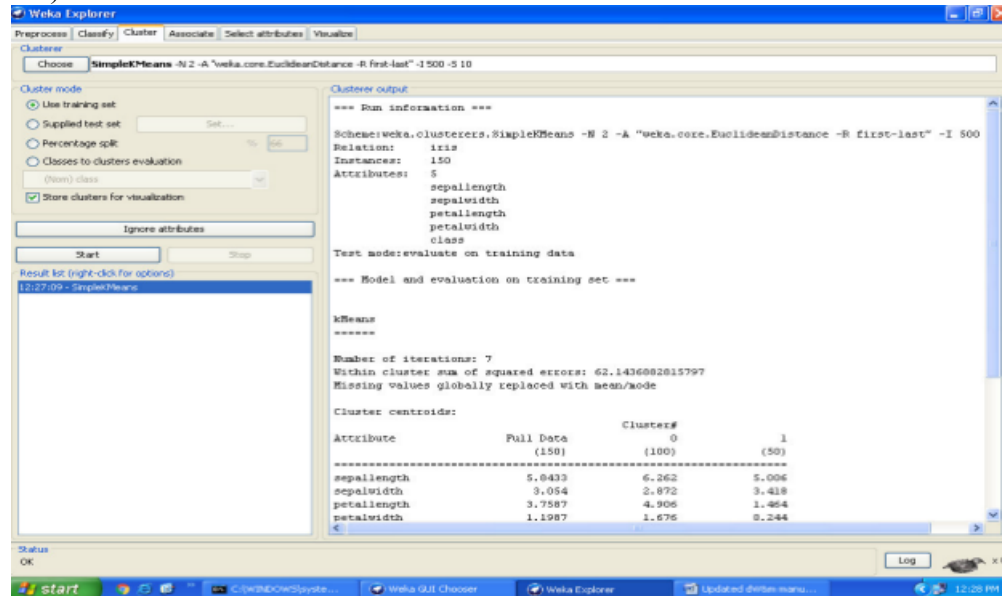 Weka Explorer
Preprocess Classify Cluster Associate Select attributes Visualize
Clusterer
Choose SimpleKMeans -N 2 -A "weka.core.EuclideanDistance -R first-last" -I 500 -S 10
Cluster mode
Use training set
Supplied test set Set...
Percentage split % 66
Classes to clusters evaluation
(Nom) class
Store clusters for visualization
Ignore attributes
Start Stop
Result list (right-click for options)
12:27:09 - SimpleKMeans
Clusterer output
=== Run information ===
Scheme:weka.clusterers.SimpleKMeans -N 2 -A "weka.core.EuclideanDistance -R first-last" -I 500
Relation: iris
Instances: 150
Attributes: 5
sepallength
sepalwidth
petallength
petalwidth
class
Test mode:evaluate on training data
=== Model and evaluation on training set ===
kMeans
======
Number of iterations: 7
Within cluster sum of squared errors: 62.1436882815797
Missing values globally replaced with mean/mode
Cluster centroids:
Cluster#
Attribute Full Data 0 1
(150) (100) (50)
==================================================================
sepallength 5.8433 6.262 5.006
sepalwidth 3.054 2.872 3.418
petallength 3.7587 4.906 1.464
petalwidth 1.1987 1.676 0.244
Status
OK
Log x
start C:\WINDOWS\syste... Weka GUI Chooser Weka Explorer Updated dwdm manu... 12:28 PM